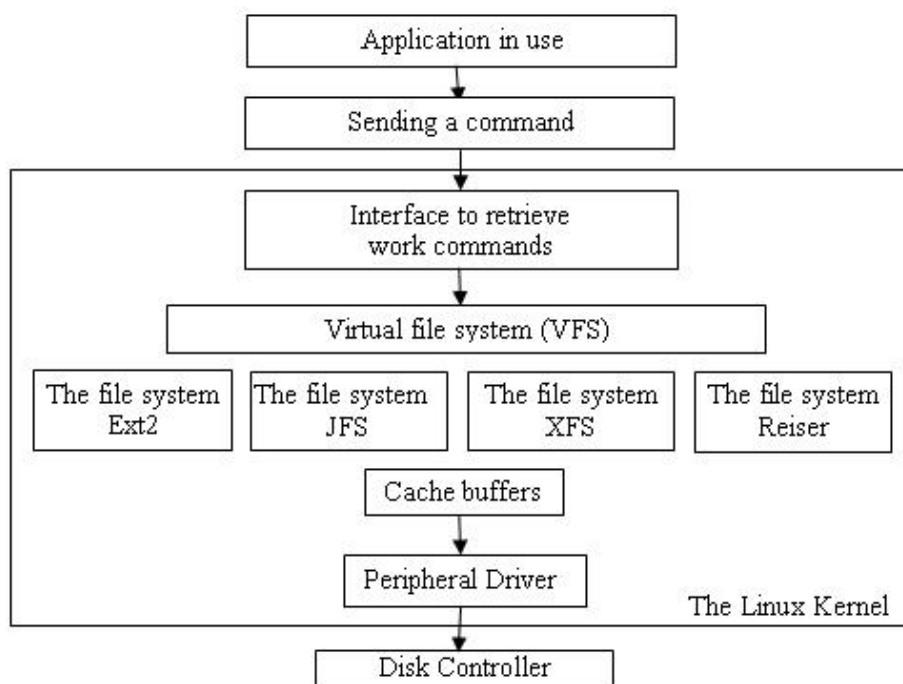 Application in use
Sending a command
Interface to retrieve
work commands
Virtual file system (VFS)
The file system
Ext2
The file system
JFS
The file system
XFS
The file system
Reiser
Cache buffers
Peripheral Driver
The Linux Kernel
Disk Controller